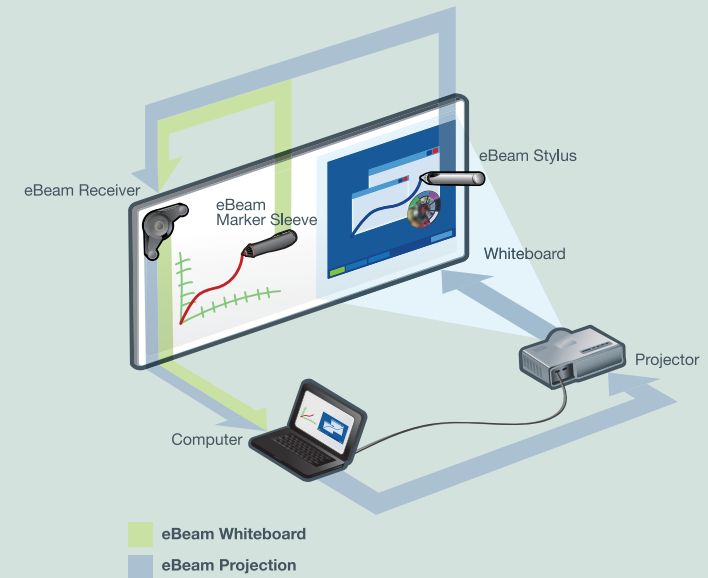 eBeam Stylus
eBeam Receiver
eBeam
Marker Sleeve
Whiteboard
Projector
Computer
eBeam Whiteboard
eBeam Projection